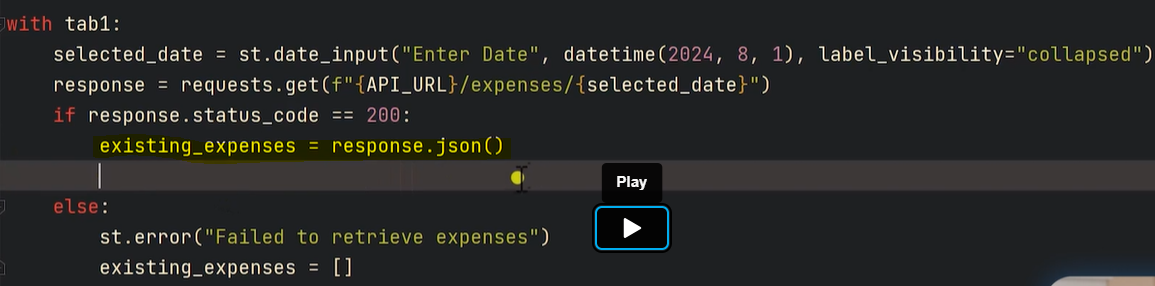 with tab1:
    selected_date = st.date_input("Enter Date", datetime(2024, 8, 1), label_visibility="collapsed")
    response = requests.get(f"{API_URL}/expenses/{selected_date}")
    if response.status_code == 200:
        existing_expenses = response.json()
Play
    else:
        st.error("Failed to retrieve expenses")
        existing_expenses = []